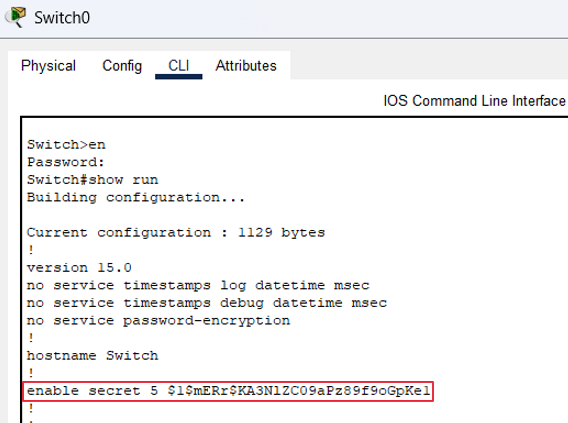 Switch0
Physical Config CLI Attributes
IOS Command Line Interface
Switch>en
Password:
Switch#show run
Building configuration...
Current configuration : 1129 bytes
!
version 15.0
no service timestamps log datetime msec
no service timestamps debug datetime msec
no service password-encryption
!
hostname Switch
!
enable secret 5 $1$mERr$KA3NlZC09aPz89f9oGpKe1
!
!